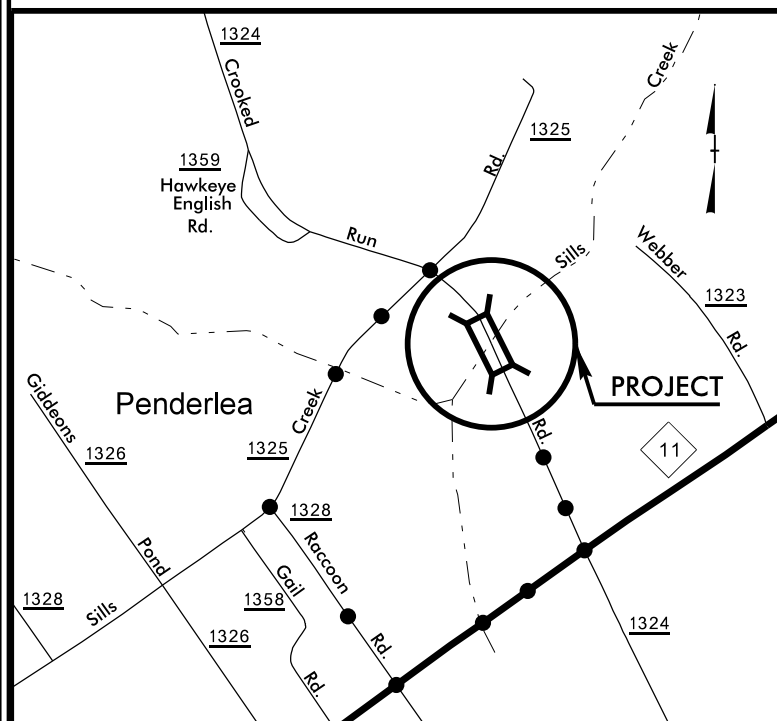 1324
Crooked
Creek
1325
Rd.
1359
Hawkeye
English
Rd.
Run
Sills
Webber
1323
Rd.
PROJECT
Giddeons
Penderlea
Creek
Rd.
11
1326
1325
1328
Pond
Raccoon
Gail
1328
1358
Sills
1326
Rd.
1324
Rd.